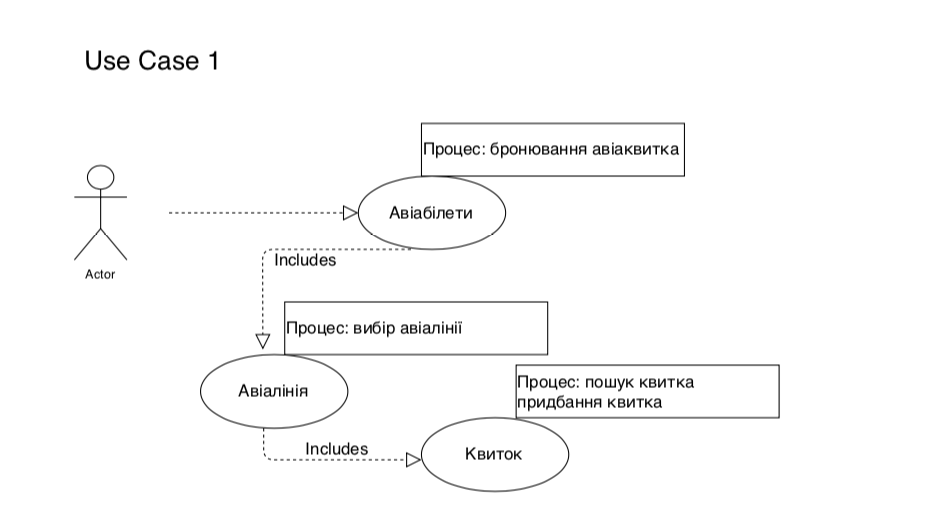 Use Case 1
Процес: бронювання авіаквитка
Авіабілети
Actor
Includes
Процес: вибір авіалінії
Авіалінія
Процес: пошук квитка
придбання квитка
Includes
Квиток